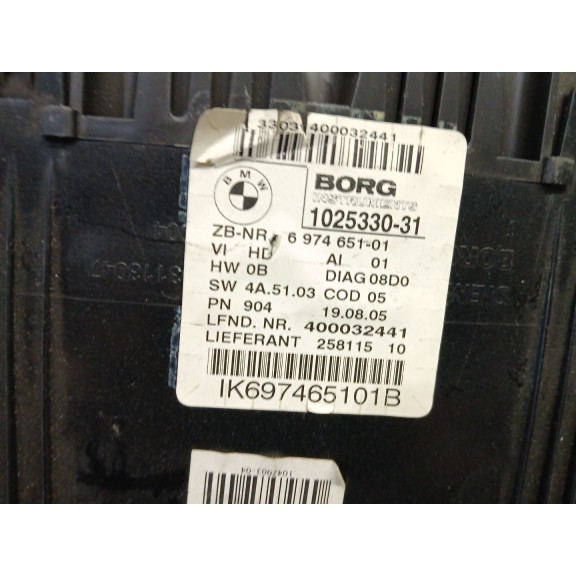 3303 400032441
BMW
BORG
INSTRUMENTS
1025330-31
ZB-NR 6 974 651-01
VI HD AI 01
HW 0B DIAG 08D0
SW 4A.51.03 COD 05
PN 904 19.08.05
LFND. NR. 400032441
LIEFERANT 258115 10
IK697465101B
1042903-04